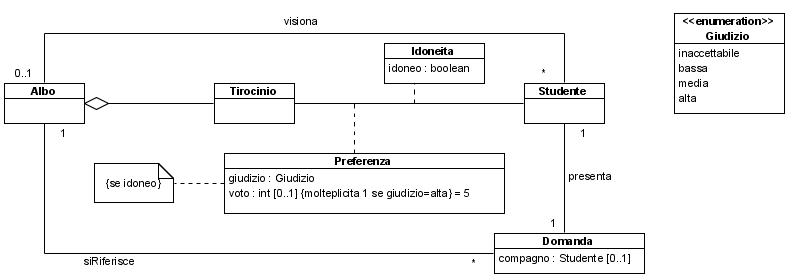 visiona
<<enumeration>>
Giudizio
inaccettabile
bassa
media
alta
Idoneita
idoneo : boolean
0..1
*
Albo
Tirocinio
Studente
1
1
Preferenza
giudizio : Giudizio
voto : int [0..1] {molteplicita 1 se giudizio=alta} = 5
{se idoneo}
presenta
1
Domanda
compagno : Studente [0..1]
siRiferisce
*